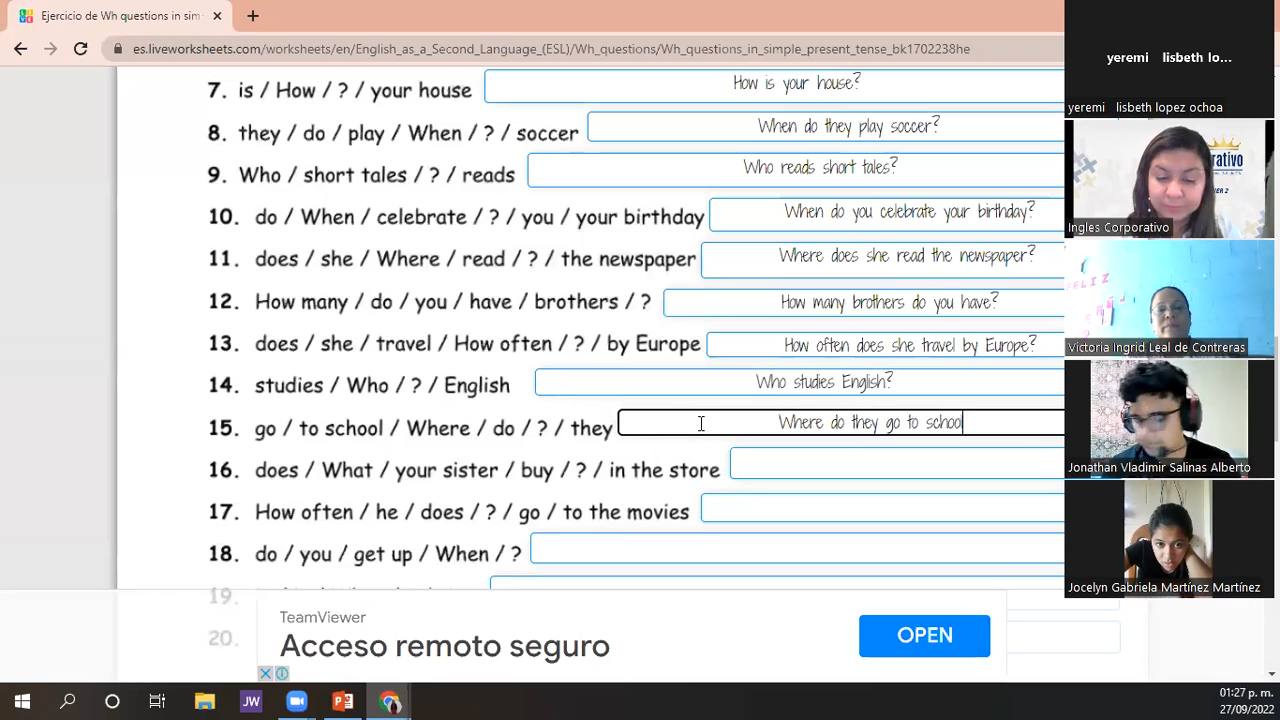 Ejercicio de Wh questions in sim
es.liveworksheets.com/worksheets/en/English_as_a_Second_Language_(ESL)/Wh_questions/Wh_questions_in_simple_present_tense_bk1702238he
7. is / How / ? / your house How is your house?
8. they / do / play / When / ? / soccer When do they play soccer?
9. Who / short tales / ? / reads Who reads short tales?
10. do / When / celebrate / ? / you / your birthday When do you celebrate your birthday?
11. does / she / Where / read / ? / the newspaper Where does she read the newspaper?
12. How many / do / you / have / brothers / ? How many brothers do you have?
13. does / she / travel / How often / ? / by Europe How often does she travel by Europe?
14. studies / Who / ? / English Who studies English?
15. go / to school / Where / do / ? / they Where do they go to school
16. does / What / your sister / buy / ? / in the store
17. How often / he / does / ? / go / to the movies
18. do / you / get up / When / ?
19.
20.
TeamViewer
Acceso remoto seguro
OPEN
yeremi lisbeth lo...
yeremi lisbeth lopez ochoa
Ingles Corporativo
Victoria Ingrid Leal de Contreras
Jonathan Vladimir Salinas Alberto
Jocelyn Gabriela Martínez Martínez
JW
01:27 p. m.
27/09/2022